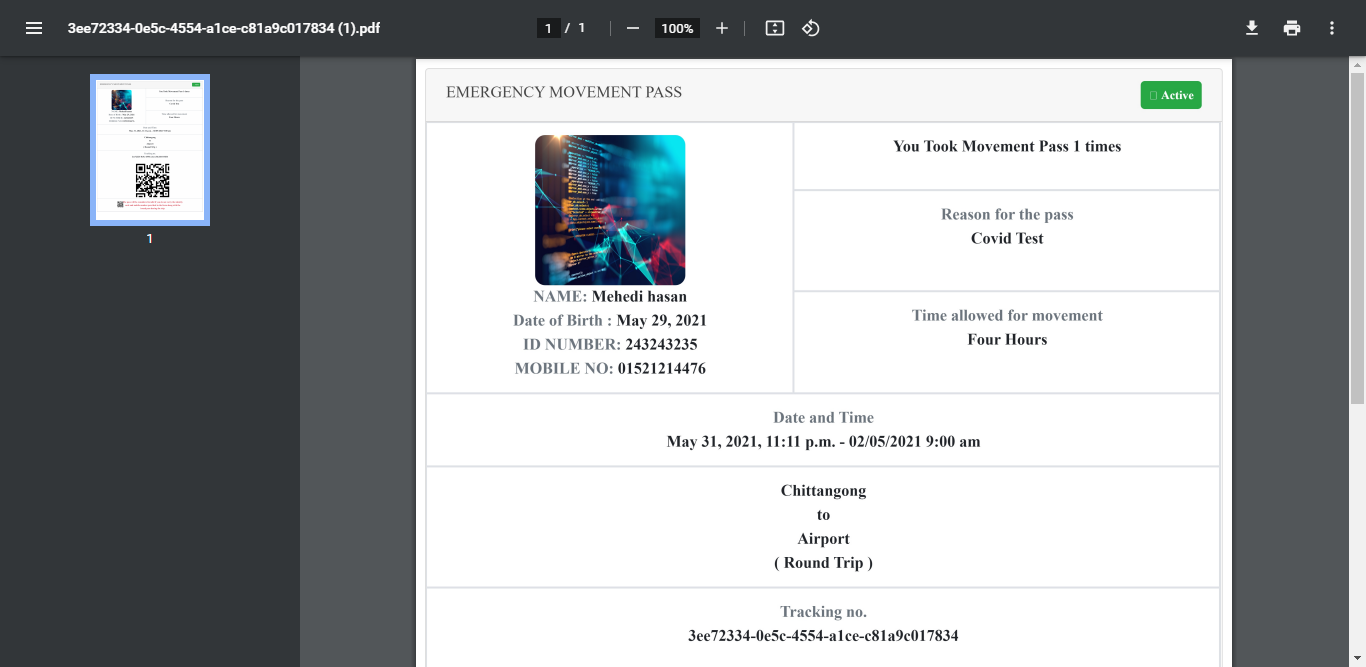 3ee72334-0e5c-4554-a1ce-c81a9c017834 (1).pdf
1 / 1
100%
EMERGENCY MOVEMENT PASS
Active
You Took Movement Pass 1 times
Reason for the pass
Covid Test
Time allowed for movement
Four Hours
NAME: Mehedi hasan
Date of Birth : May 29, 2021
ID NUMBER: 243243235
MOBILE NO: 01521214476
Date and Time
May 31, 2021, 11:11 p.m. - 02/05/2021 9:00 am
Chittangong
to
Airport
( Round Trip )
Tracking no.
3ee72334-0e5c-4554-a1ce-c81a9c017834
1